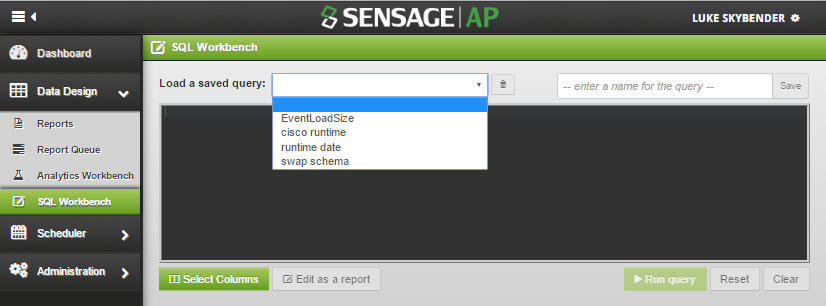 SENSAGE AP
LUKE SKYBENDER
Dashboard
Data Design
Reports
Report Queue
Analytics Workbench
SQL Workbench
Scheduler
Administration
SQL Workbench
Load a saved query:
-- enter a name for the query --
Save
EventLoadSize
cisco runtime
runtime date
swap schema
Select Columns
Edit as a report
Run query
Reset
Clear